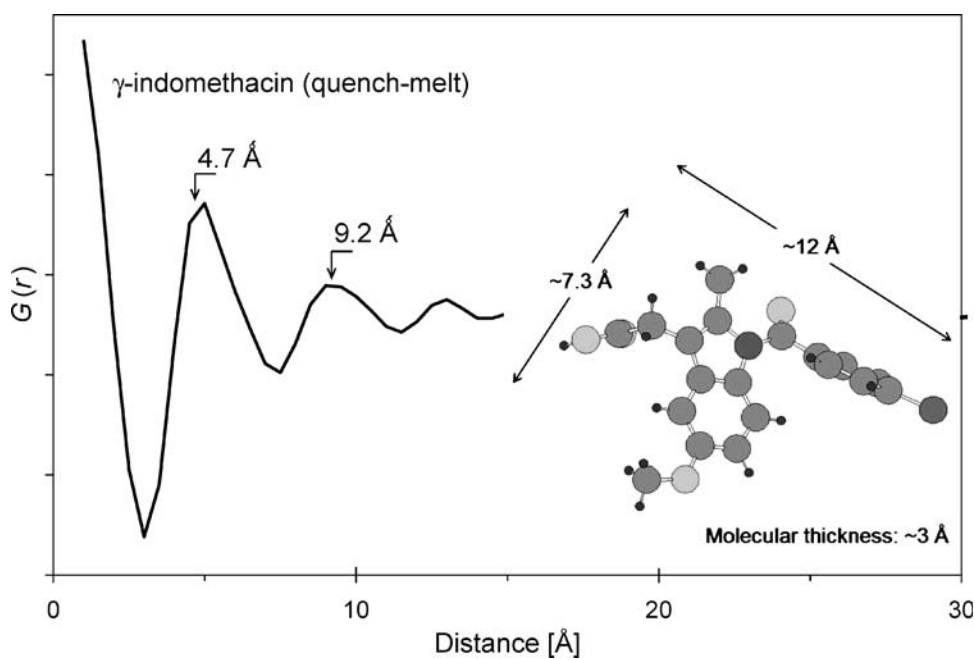 γ-indomethacin (quench-melt)
4.7 Å
9.2 Å
~7.3 Å
~12 Å
Molecular thickness: ~3 Å
G (r)
0 10 20 30
Distance [Å]